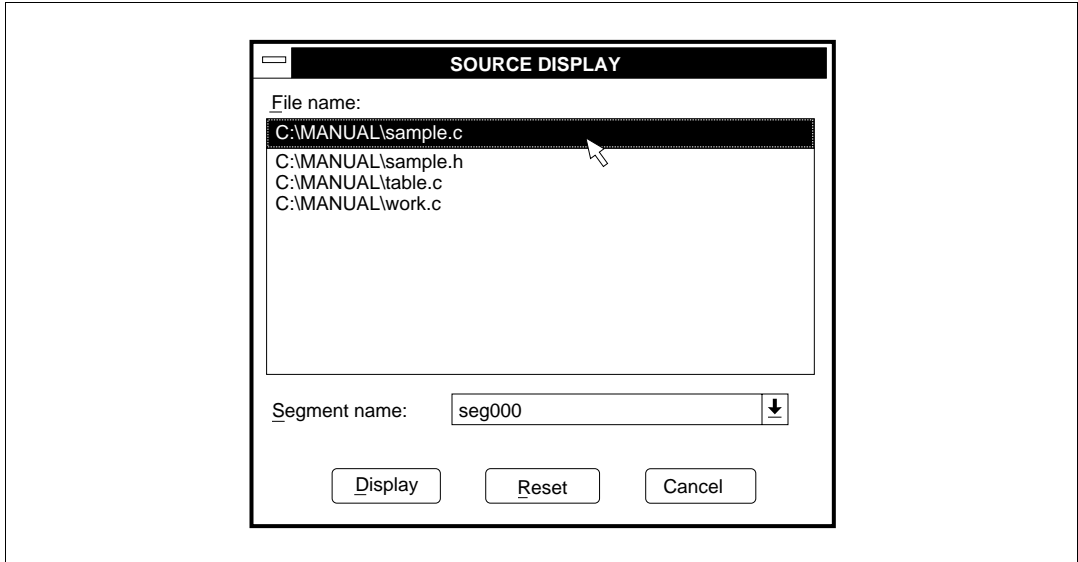 SOURCE DISPLAY
File name:
C:\MANUAL\sample.c
C:\MANUAL\sample.h
C:\MANUAL\table.c
C:\MANUAL\work.c
Segment name: seg000
Display Reset Cancel